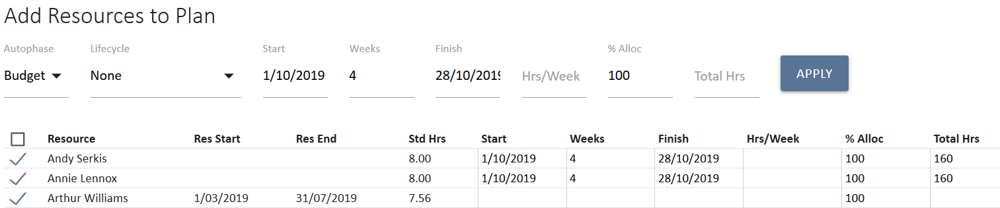 Add Resources to Plan
Autophase Lifecycle Start Weeks Finish % Alloc
Budget None 1/10/2019 4 28/10/2019 Hrs/Week 100 Total Hrs APPLY
Resource Res Start Res End Std Hrs Start Weeks Finish Hrs/Week % Alloc Total Hrs
Andy Serkis 8.00 1/10/2019 4 28/10/2019 100 160
Annie Lennox 8.00 1/10/2019 4 28/10/2019 100 160
Arthur Williams 1/03/2019 31/07/2019 7.56 100